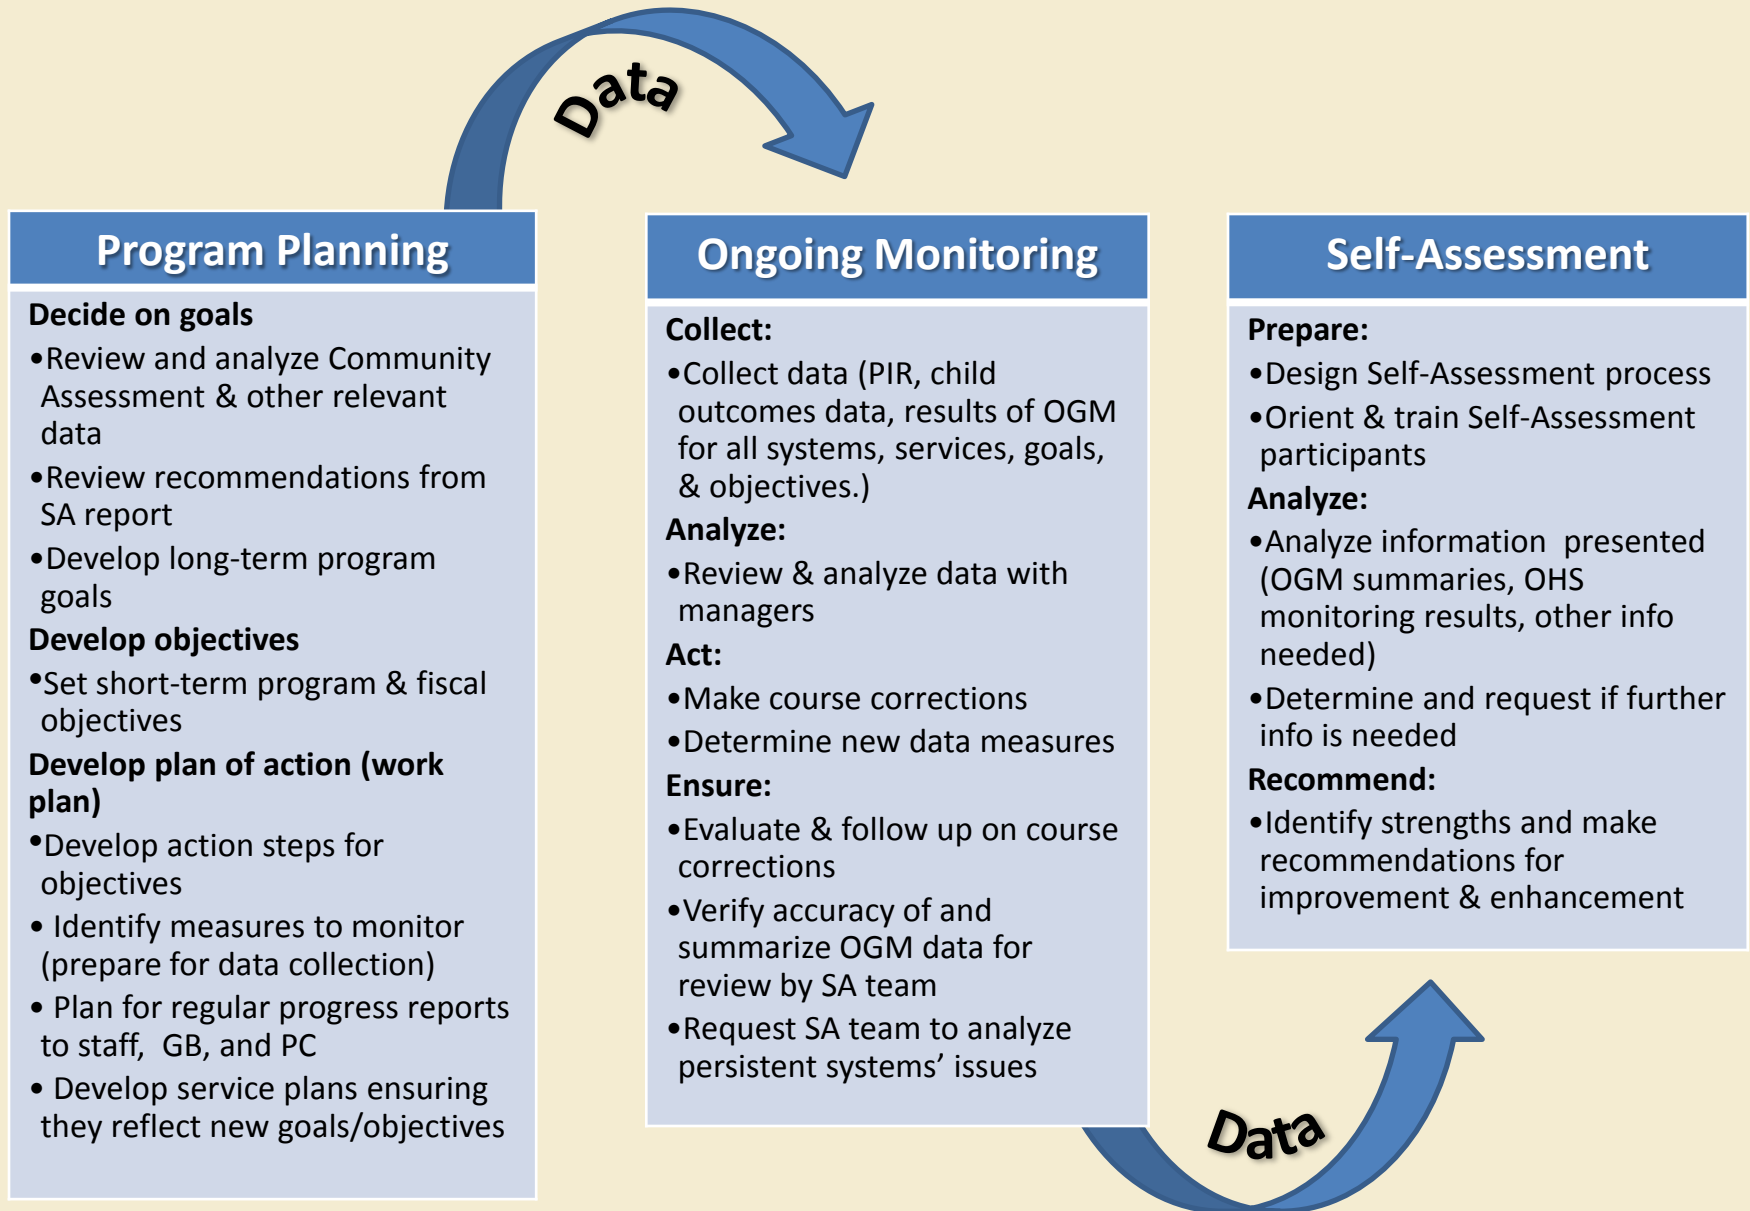 Data
Program Planning
Decide on goals
•Review and analyze Community
Assessment & other relevant
data
•Review recommendations from
SA report
•Develop long-term program
goals
Develop objectives
•Set short-term program & fiscal
objectives
Develop plan of action (work
plan)
•Develop action steps for
objectives
• Identify measures to monitor
(prepare for data collection)
• Plan for regular progress reports
to staff, GB, and PC
• Develop service plans ensuring
they reflect new goals/objectives
Ongoing Monitoring
Collect:
•Collect data (PIR, child
outcomes data, results of OGM
for all systems, services, goals,
& objectives.)
Analyze:
•Review & analyze data with
managers
Act:
•Make course corrections
•Determine new data measures
Ensure:
•Evaluate & follow up on course
corrections
•Verify accuracy of and
summarize OGM data for
review by SA team
•Request SA team to analyze
persistent systems’ issues
Data
Self-Assessment
Prepare:
•Design Self-Assessment process
•Orient & train Self-Assessment
participants
Analyze:
•Analyze information presented
(OGM summaries, OHS
monitoring results, other info
needed)
•Determine and request if further
info is needed
Recommend:
•Identify strengths and make
recommendations for
improvement & enhancement